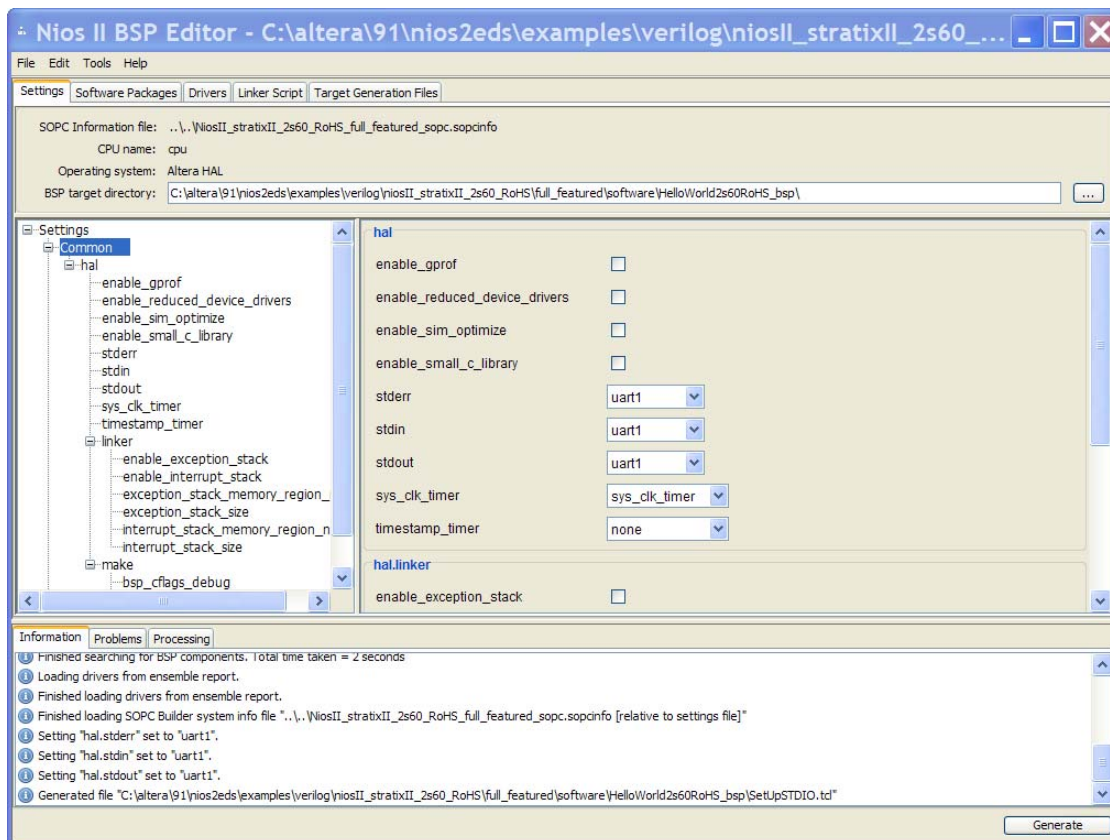 Nios II BSP Editor - C:\altera\91\nios2eds\examples\verilog\niosII_stratixII_2s60_...
File Edit Tools Help
Settings Software Packages Drivers Linker Script Target Generation Files
SOPC Information file: ..\..\NiosII_stratixII_2s60_RoHS_full_featured_sopc.sopcinfo
CPU name: cpu
Operating system: Altera HAL
BSP target directory: C:\altera\91\nios2eds\examples\verilog\niosII_stratixII_2s60_RoHS\full_featured\software\HelloWorld2s60RoHS_bsp\ ...
Settings
Common
hal
enable_gprof
enable_reduced_device_drivers
enable_sim_optimize
enable_small_c_library
stderr
stdin
stdout
sys_clk_timer
timestamp_timer
linker
enable_exception_stack
enable_interrupt_stack
exception_stack_memory_region_
exception_stack_size
interrupt_stack_memory_region_n
interrupt_stack_size
make
bsp_cflags_debug
hal
enable_gprof
enable_reduced_device_drivers
enable_sim_optimize
enable_small_c_library
stderr uart1
stdin uart1
stdout uart1
sys_clk_timer sys_clk_timer
timestamp_timer none
hal.linker
enable_exception_stack
Information Problems Processing
Finished searching for BSP components. Total time taken = 2 seconds
Loading drivers from ensemble report.
Finished loading drivers from ensemble report.
Finished loading SOPC Builder system info file "..\..\NiosII_stratixII_2s60_RoHS_full_featured_sopc.sopcinfo [relative to settings file]"
Setting "hal.stderr" set to "uart1".
Setting "hal.stdin" set to "uart1".
Setting "hal.stdout" set to "uart1".
Generated file "C:\altera\91\nios2eds\examples\verilog\niosII_stratixII_2s60_RoHS\full_featured\software\HelloWorld2s60RoHS_bsp\SetUpSTDIO.tcl"
Generate